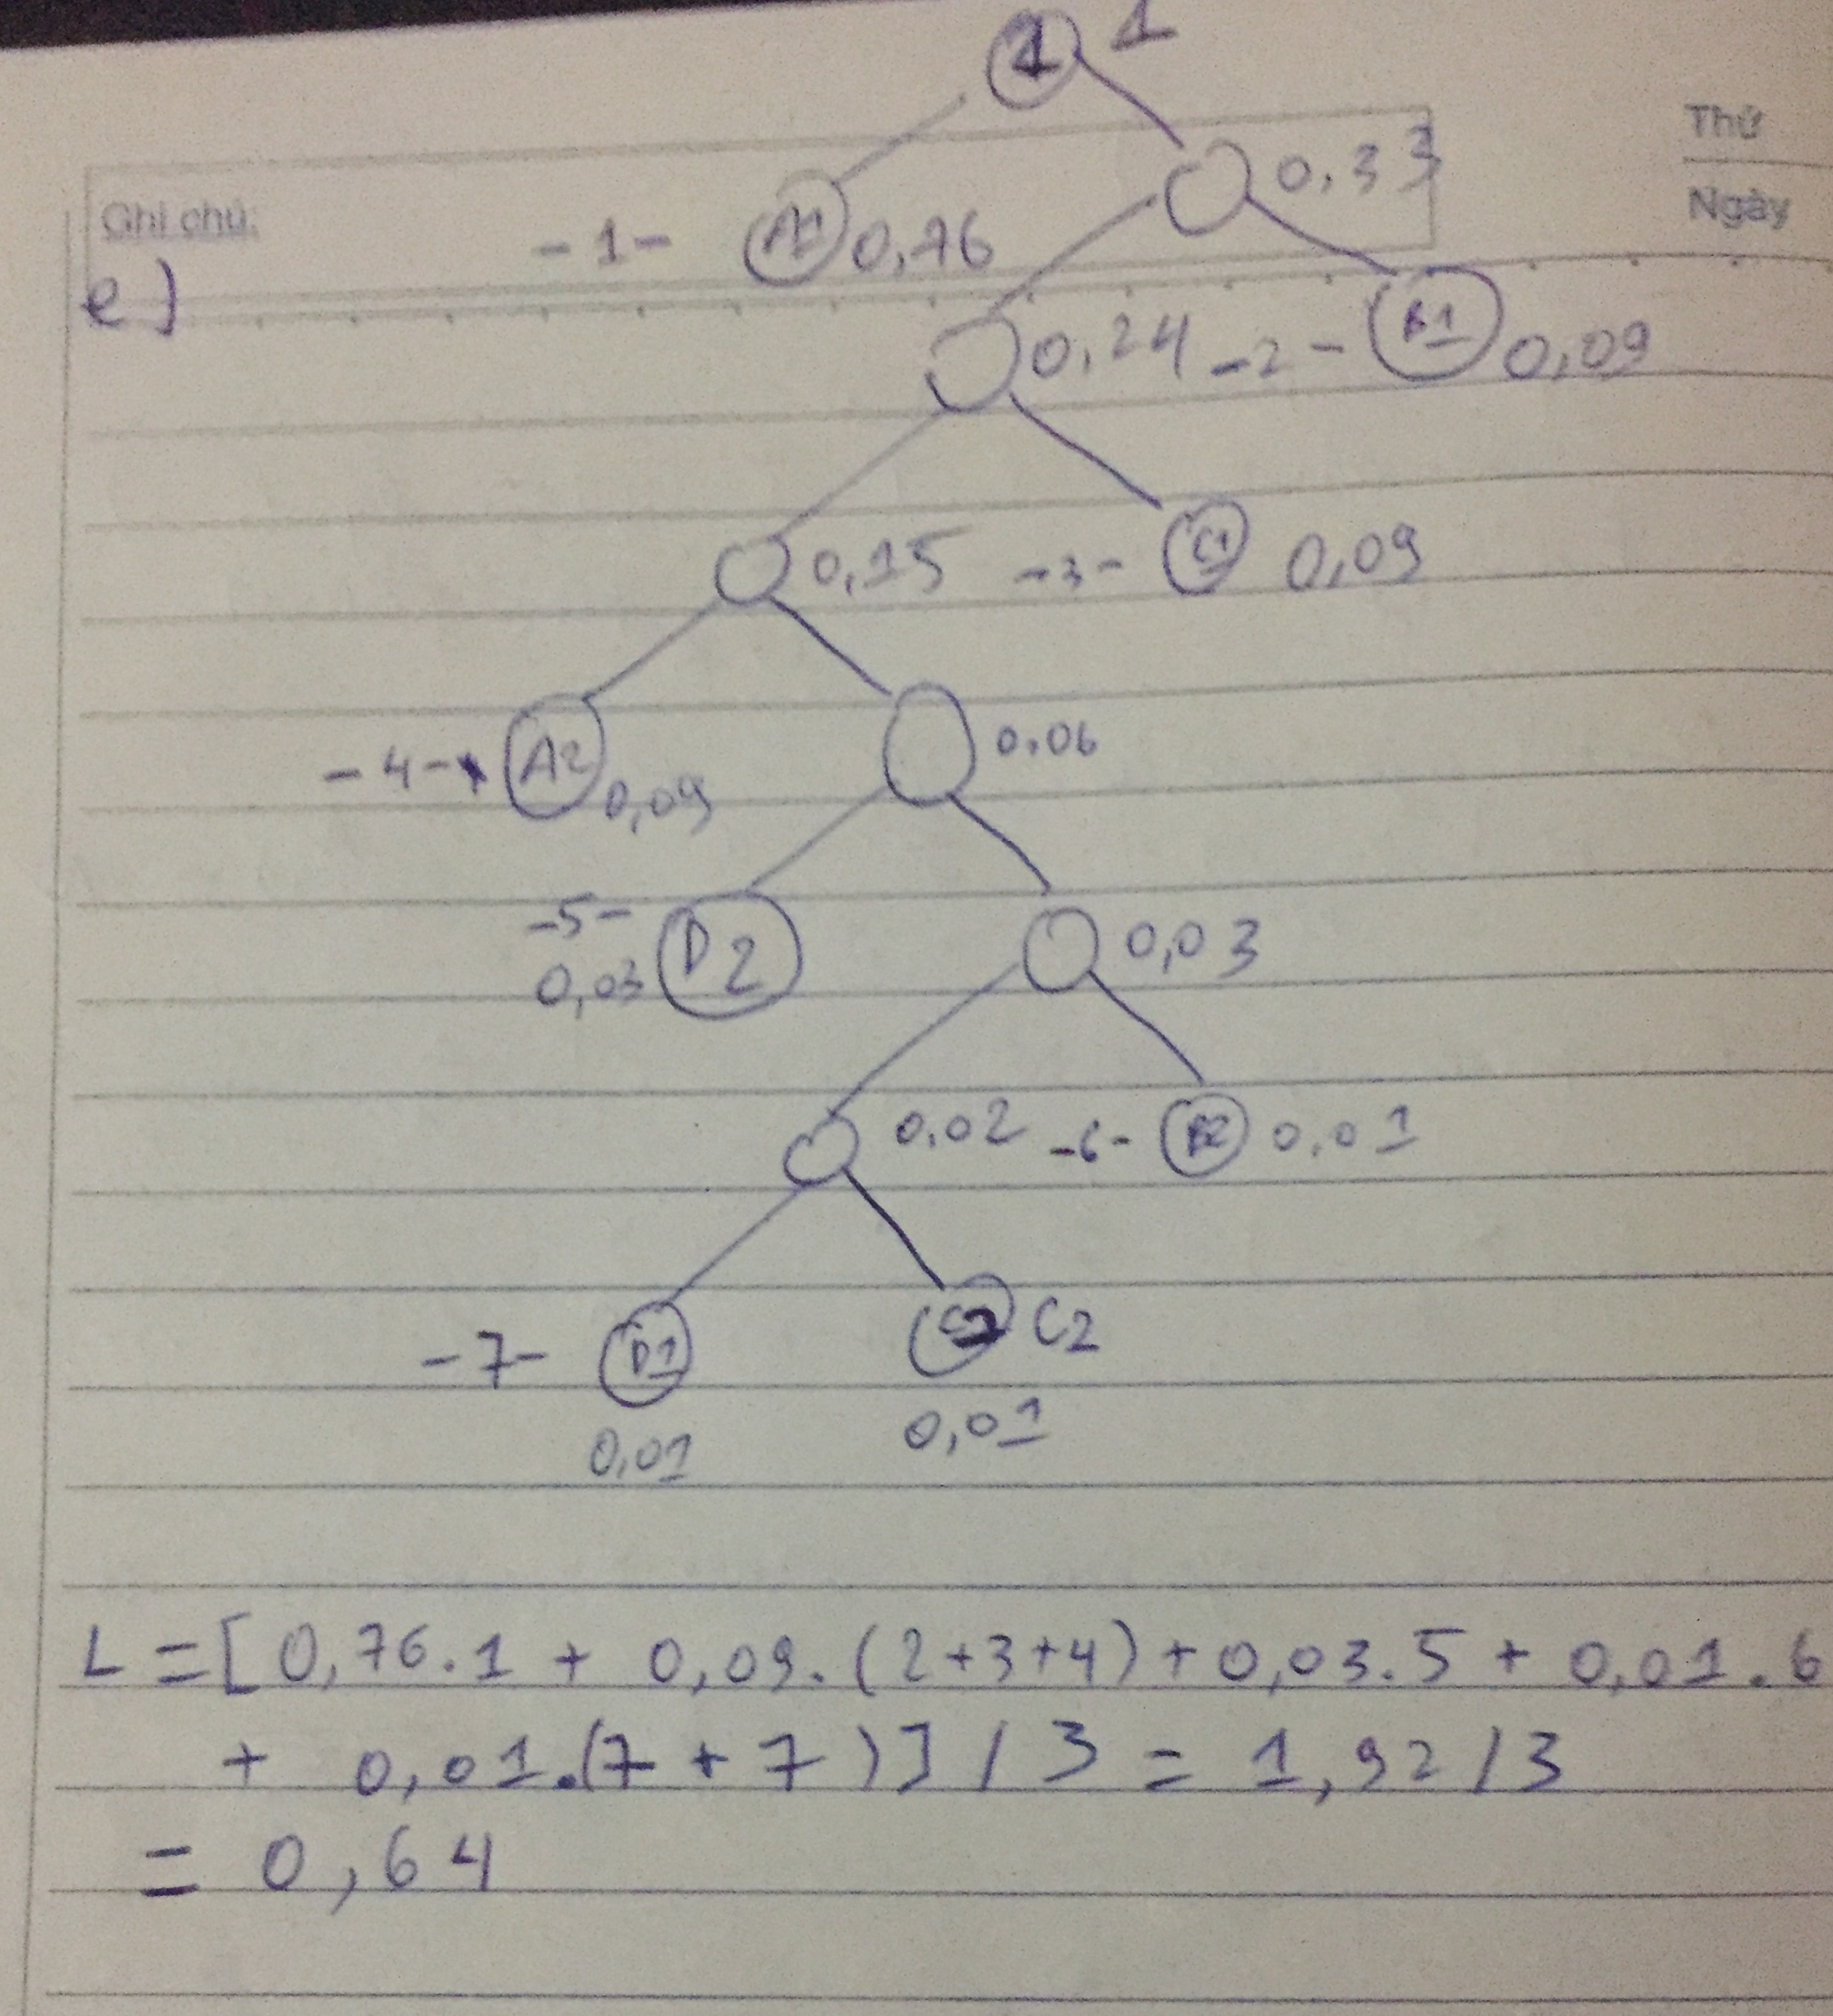 1 1
Thứ
0,33
Ngày
Ghi chú:
-1- A1 0,76
e)
0,24 -2- B1 0,09
0,15 -3- C1 0,09
-4- A2 0,09 0.06
-5-
0,03 D2 0,03
0.02 -6- B2 0.01
-7- D1 C2 C2
0,01 0,01
L = [0,76.1 + 0,09.(2+3+4) + 0,03.5 + 0,01.6
+ 0,01.(7 + 7)] / 3 = 1,92 / 3
= 0,64